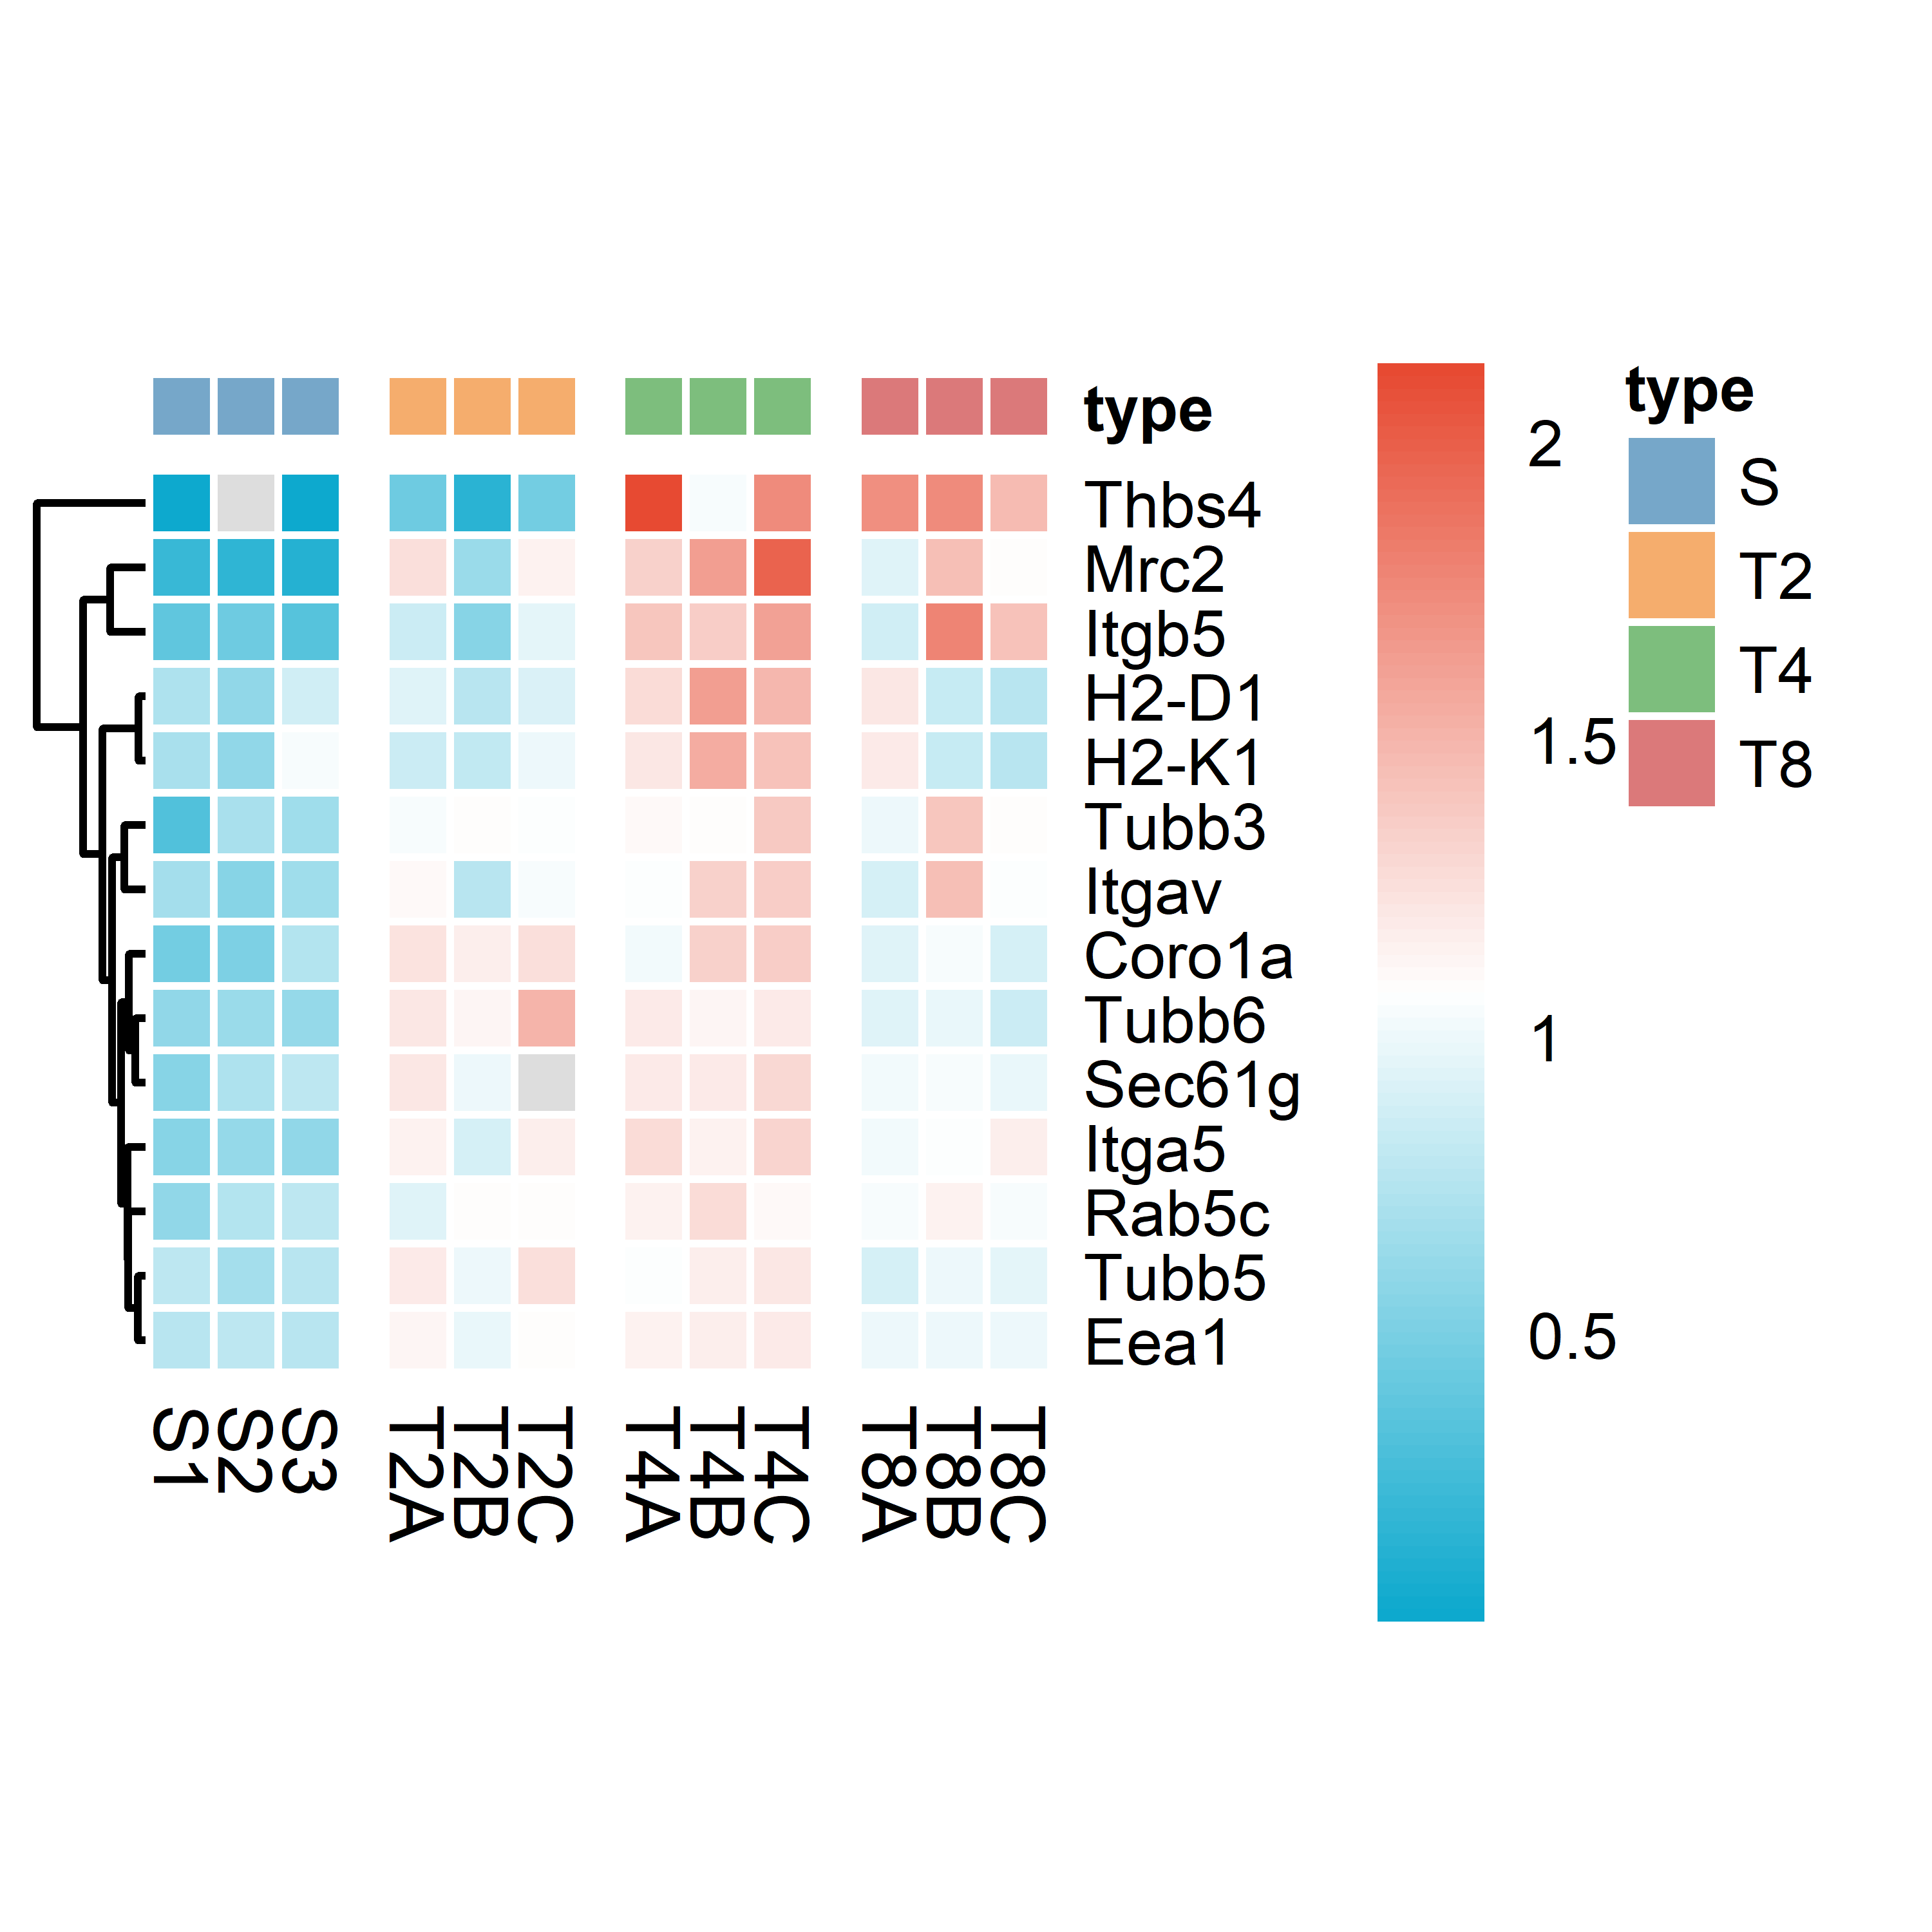 type
Thbs4
Mrc2
Itgb5
H2-D1
H2-K1
Tubb3
Itgav
Coro1a
Tubb6
Sec61g
Itga5
Rab5c
Tubb5
Eea1
S1
S2
S3
T2A
T2B
T2C
T4A
T4B
T4C
T8A
T8B
T8C
2
1.5
1
0.5
type
S
T2
T4
T8